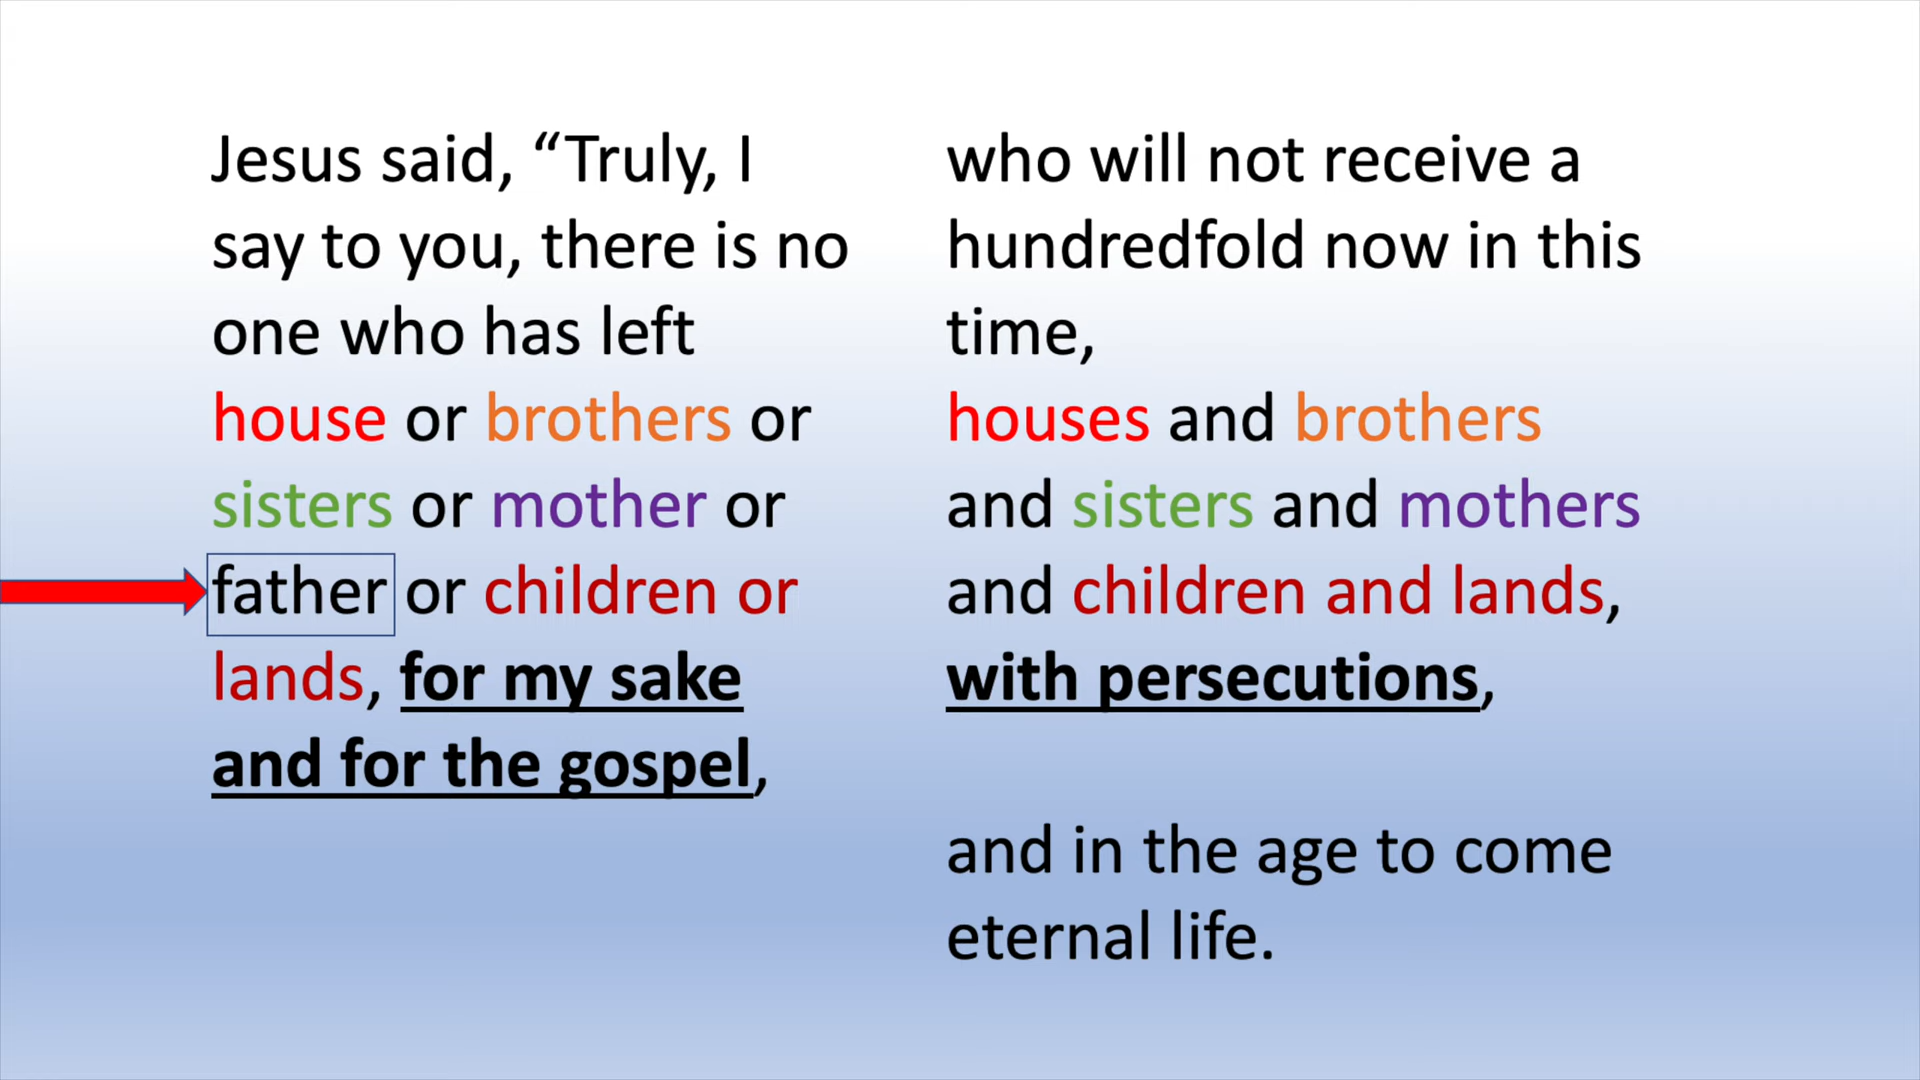 Jesus said, “Truly, I
say to you, there is no
one who has left
house or brothers or
sisters or mother or
father or children or
lands, for my sake
and for the gospel,
who will not receive a
hundredfold now in this
time,
houses and brothers
and sisters and mothers
and children and lands,
with persecutions,
and in the age to come
eternal life.